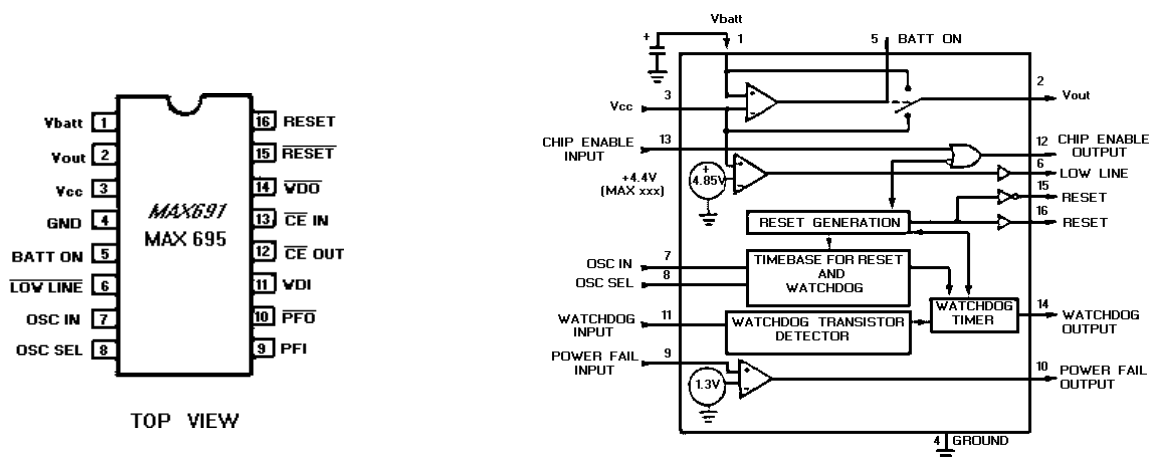 Vbatt 1
Vout 2
Vcc 3
GND 4
BATT ON 5
LOW LINE 6
OSC IN 7
OSC SEL 8
MAX691
MAX 695
16 RESET
15 RESET
14 WDO
13 CE IN
12 CE OUT
11 WDI
10 PFO
9 PFI
TOP VIEW
Vbatt
+
1
5 BATT ON
3
Vcc
2
Vout
13
CHIP ENABLE
INPUT
12
CHIP ENABLE
OUTPUT
+4.4V
(MAX xxx)
+
4.85V
6
LOW LINE
15
RESET
16
RESET
RESET GENERATION
OSC IN 7
OSC SEL 8
TIMEBASE FOR RESET
AND
WATCHDOG
WATCHDOG
INPUT
11
WATCHDOG TRANSISTOR
DETECTOR
WATCHDOG
TIMER
14
WATCHDOG
OUTPUT
POWER FAIL
INPUT
9
1.3V
10
POWER FAIL
OUTPUT
4 GROUND